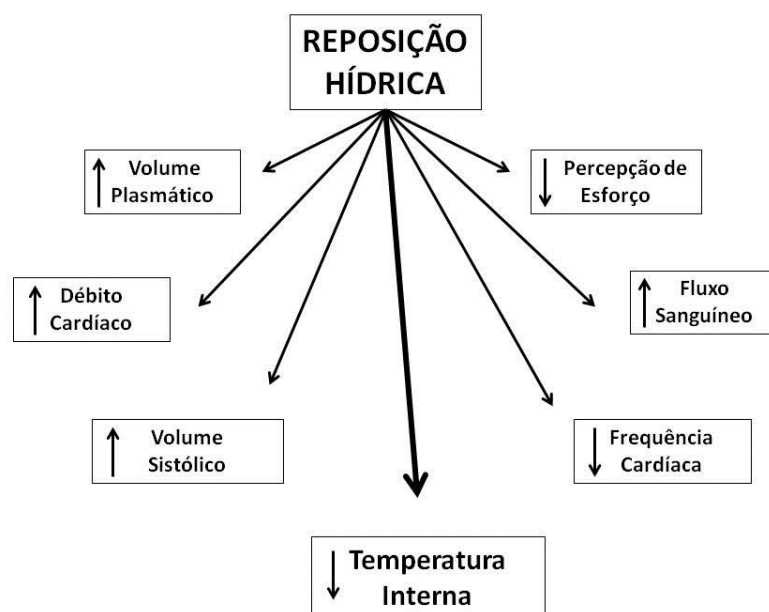 REPOSIÇÃO
HÍDRICA
Volume
Plasmático
Percepção de
Esforço
Débito
Cardíaco
Fluxo
Sanguíneo
Volume
Sistólico
Frequência
Cardíaca
Temperatura
Interna